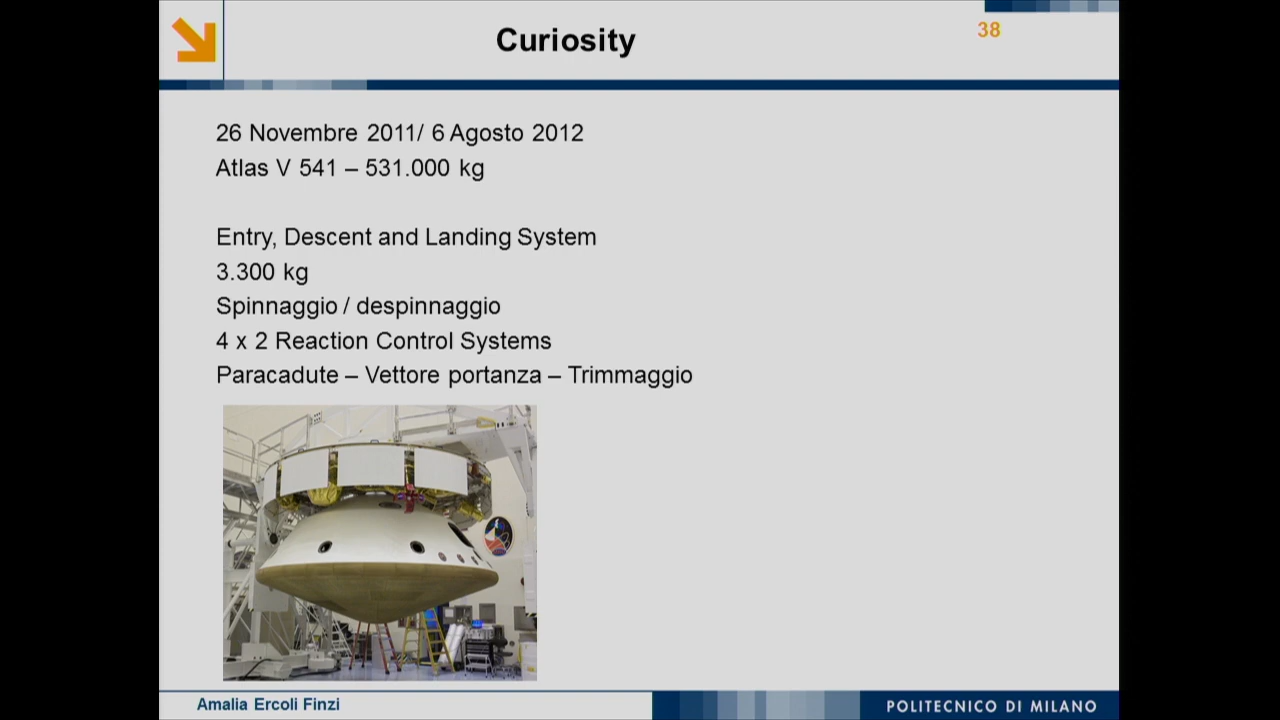 Curiosity
38
26 Novembre 2011/ 6 Agosto 2012
Atlas V 541 – 531.000 kg
Entry, Descent and Landing System
3.300 kg
Spinnaggio / despinnaggio
4 x 2 Reaction Control Systems
Paracadute – Vettore portanza – Trimmaggio
Amalia Ercoli Finzi
POLITECNICO DI MILANO